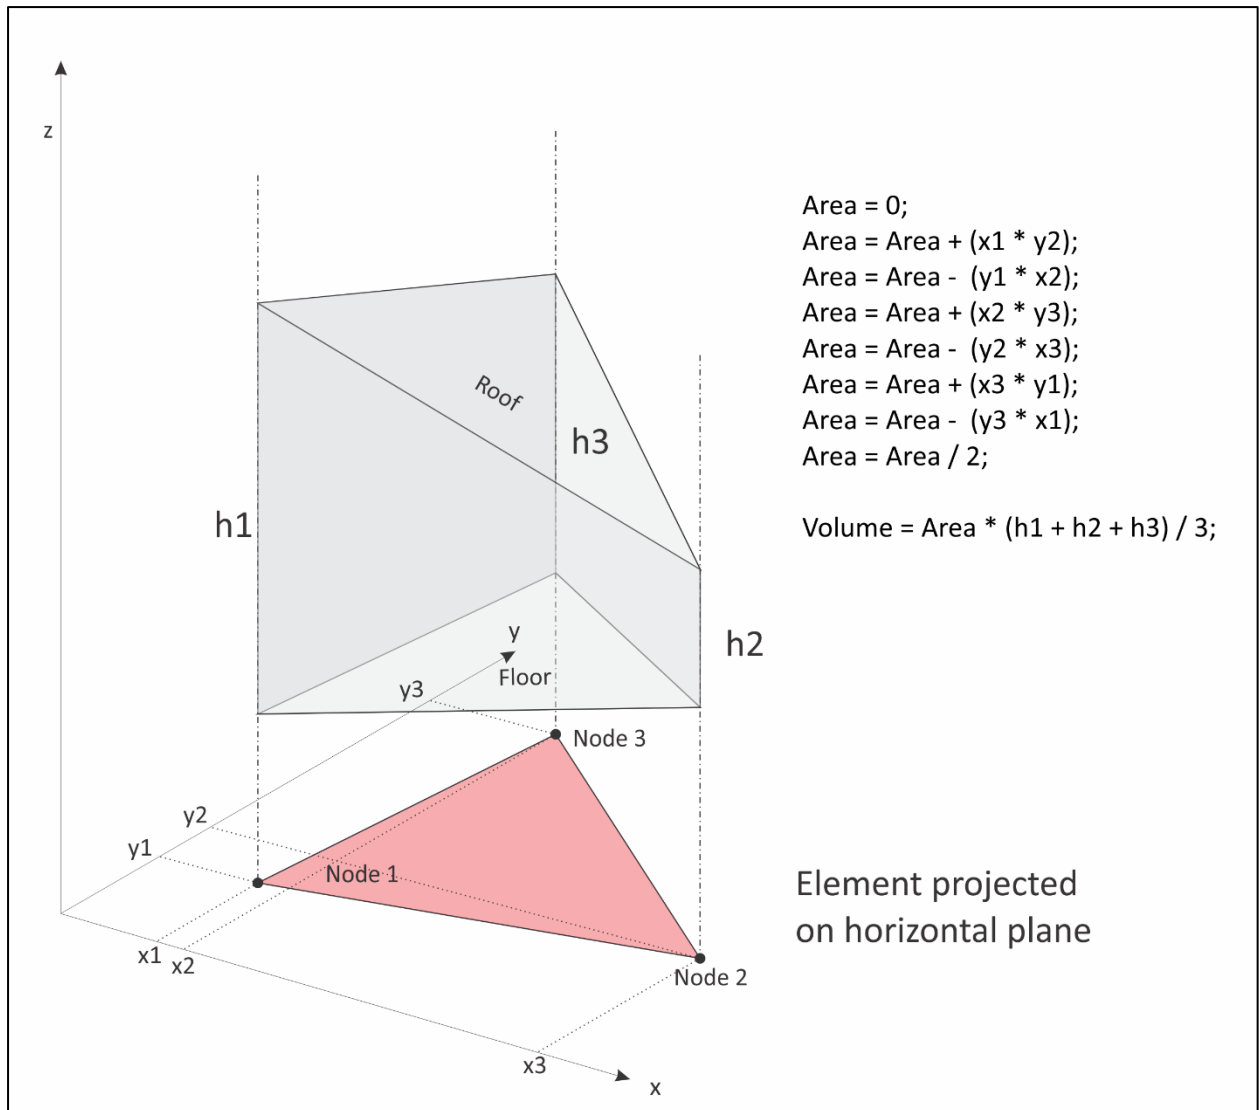 z
Area = 0;
Area = Area + (x1 * y2);
Area = Area - (y1 * x2);
Area = Area + (x2 * y3);
Area = Area - (y2 * x3);
Area = Area + (x3 * y1);
Area = Area - (y3 * x1);
Area = Area / 2;
Volume = Area * (h1 + h2 + h3) / 3;
Roof
h3
h1
h2
y
Floor
y3
Node 3
y2
y1
Node 1
Element projected
on horizontal plane
x1
x2
Node 2
x3
x